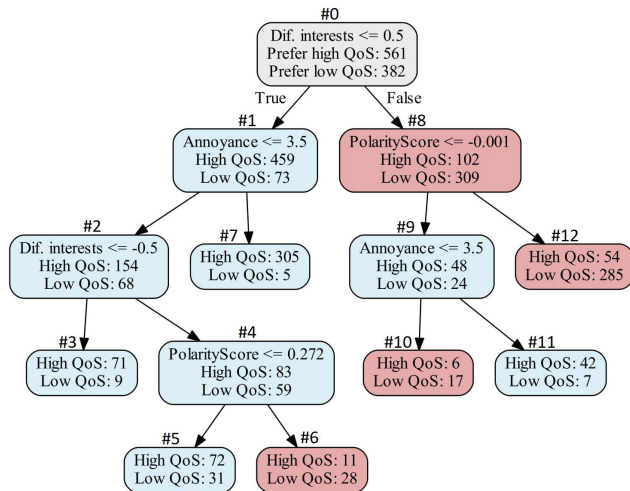 #0
Dif. interests <= 0.5
Prefer high QoS: 561
Prefer low QoS: 382
True
False
#1
Annoyance <= 3.5
High QoS: 459
Low QoS: 73
#8
PolarityScore <= -0.001
High QoS: 102
Low QoS: 309
#2
Dif. interests <= -0.5
High QoS: 154
Low QoS: 68
#7
High QoS: 305
Low QoS: 5
#9
Annoyance <= 3.5
High QoS: 48
Low QoS: 24
#12
High QoS: 54
Low QoS: 285
#3
High QoS: 71
Low QoS: 9
#4
PolarityScore <= 0.272
High QoS: 83
Low QoS: 59
#10
High QoS: 6
Low QoS: 17
#11
High QoS: 42
Low QoS: 7
#5
High QoS: 72
Low QoS: 31
#6
High QoS: 11
Low QoS: 28